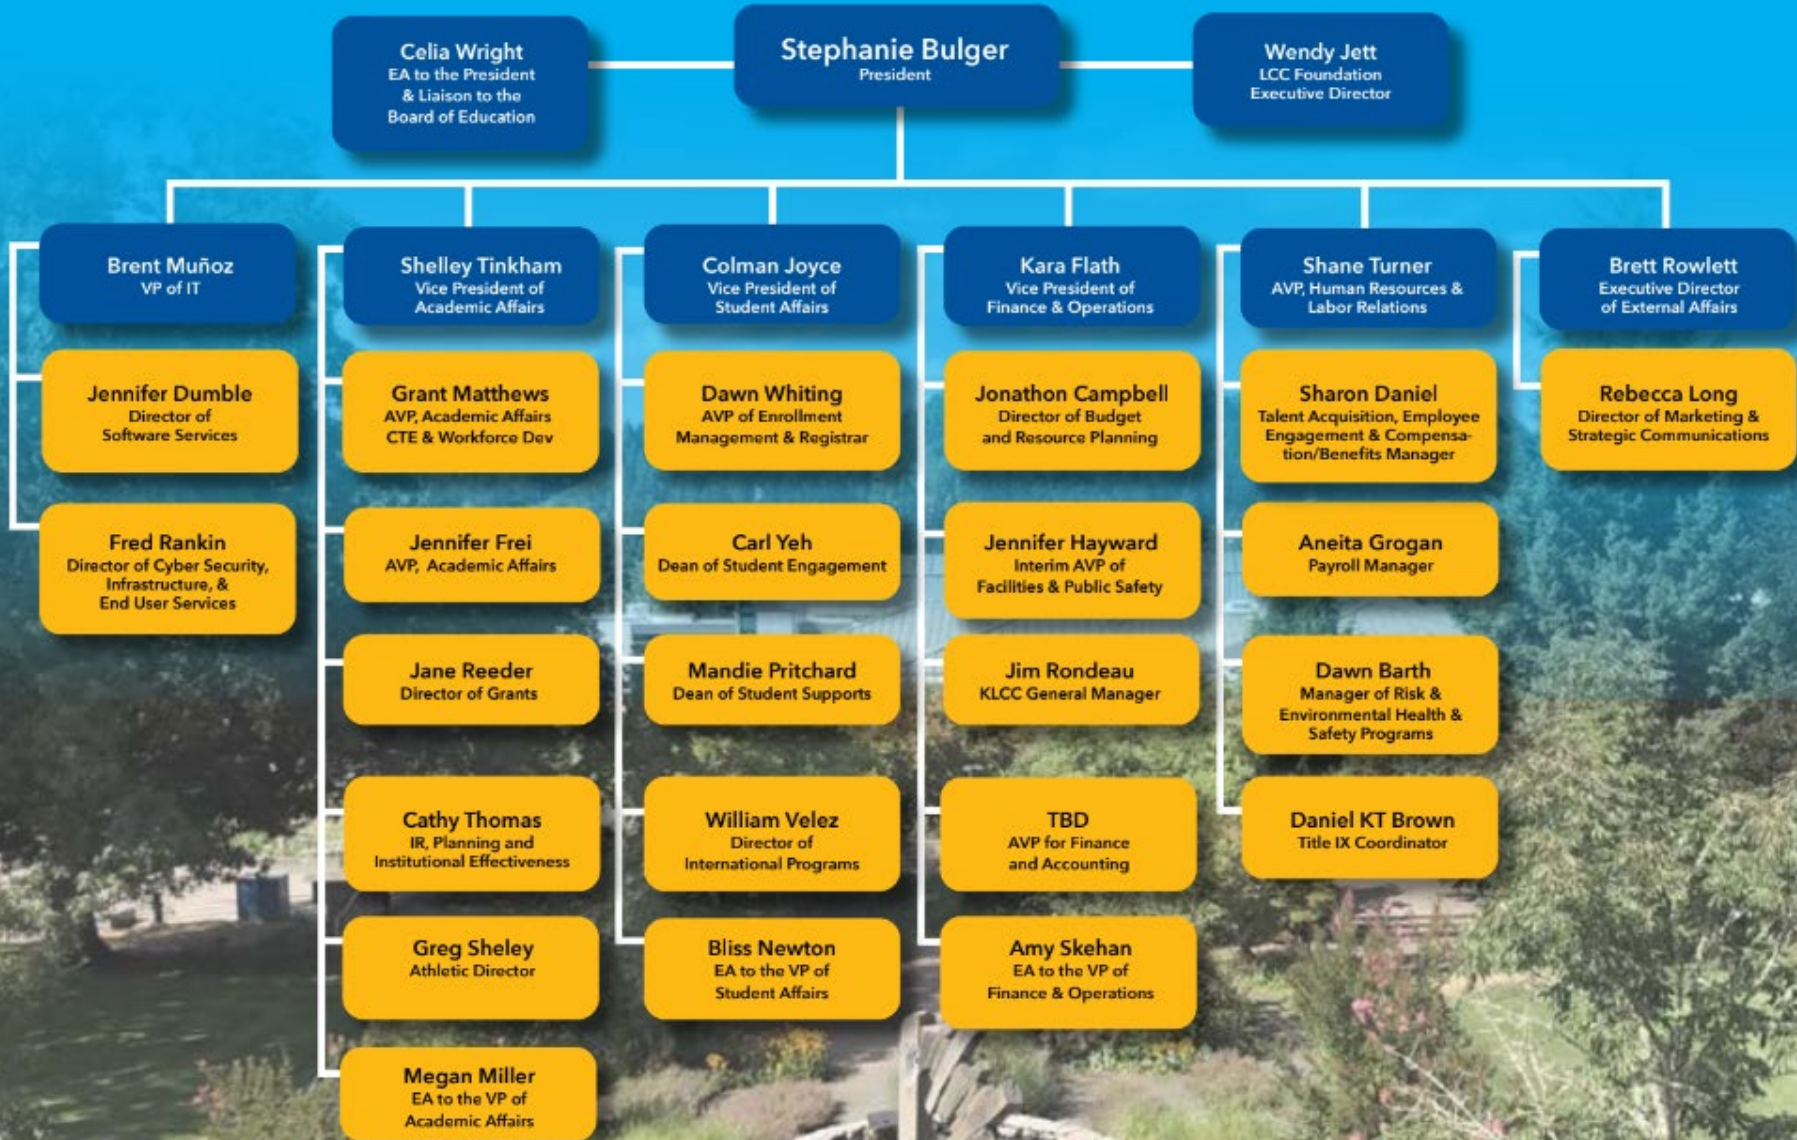 Celia Wright
EA to the President
& Liaison to the
Board of Education
Stephanie Bulger
President
Wendy Jett
LCC Foundation
Executive Director
Brent Muñoz
VP of IT
Jennifer Dumble
Director of
Software Services
Fred Rankin
Director of Cyber Security,
Infrastructure, &
End User Services
Shelley Tinkham
Vice President of
Academic Affairs
Grant Matthews
AVP, Academic Affairs
CTE & Workforce Dev
Jennifer Frei
AVP, Academic Affairs
Jane Reeder
Director of Grants
Cathy Thomas
IR, Planning and
Institutional Effectiveness
Greg Sheley
Athletic Director
Megan Miller
EA to the VP of
Academic Affairs
Colman Joyce
Vice President of
Student Affairs
Dawn Whiting
AVP of Enrollment
Management & Registrar
Carl Yeh
Dean of Student Engagement
Mandie Pritchard
Dean of Student Supports
William Velez
Director of
International Programs
Bliss Newton
EA to the VP of
Student Affairs
Kara Flath
Vice President of
Finance & Operations
Jonathon Campbell
Director of Budget
and Resource Planning
Jennifer Hayward
Interim AVP of
Facilities & Public Safety
Jim Rondeau
KLCC General Manager
TBD
AVP for Finance
and Accounting
Amy Skehan
EA to the VP of
Finance & Operations
Shane Turner
AVP, Human Resources &
Labor Relations
Sharon Daniel
Talent Acquisition, Employee
Engagement & Compensa-
tion/Benefits Manager
Aneita Grogan
Payroll Manager
Dawn Barth
Manager of Risk &
Environmental Health &
Safety Programs
Daniel KT Brown
Title IX Coordinator
Brett Rowlett
Executive Director
of External Affairs
Rebecca Long
Director of Marketing &
Strategic Communications